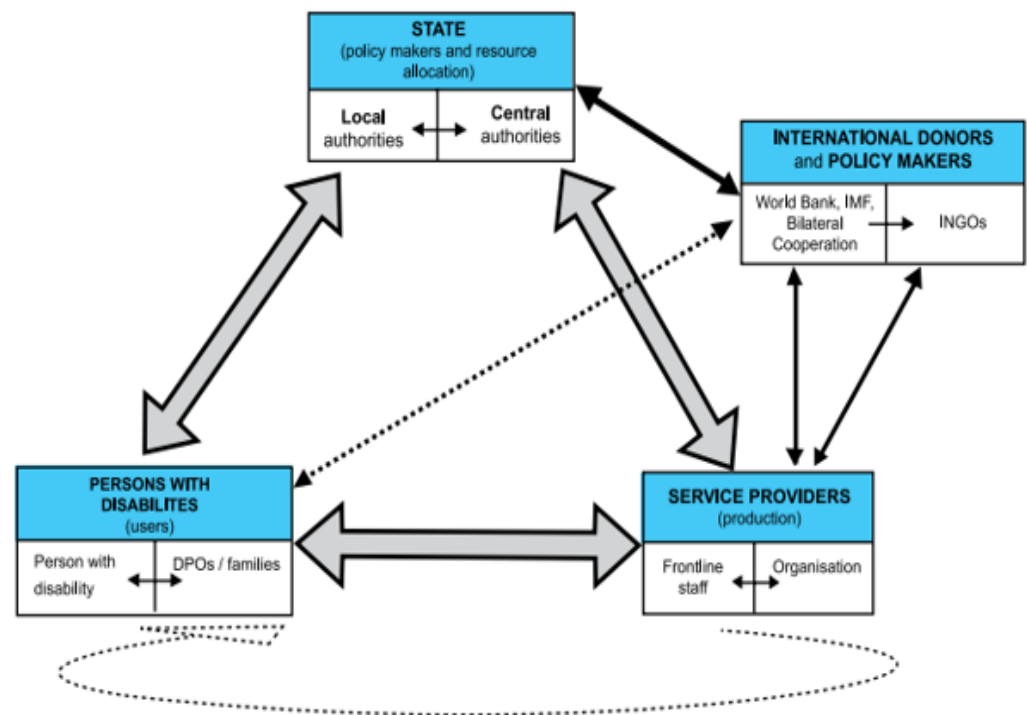 STATE
(policy makers and resource
allocation)
Local
authorities
Central
authorities
INTERNATIONAL DONORS
and POLICY MAKERS
World Bank, IMF,
Bilateral
Cooperation
INGOs
PERSONS WITH
DISABILITES
(users)
Person with
disability
DPOs / families
SERVICE PROVIDERS
(production)
Frontline
staff
Organisation